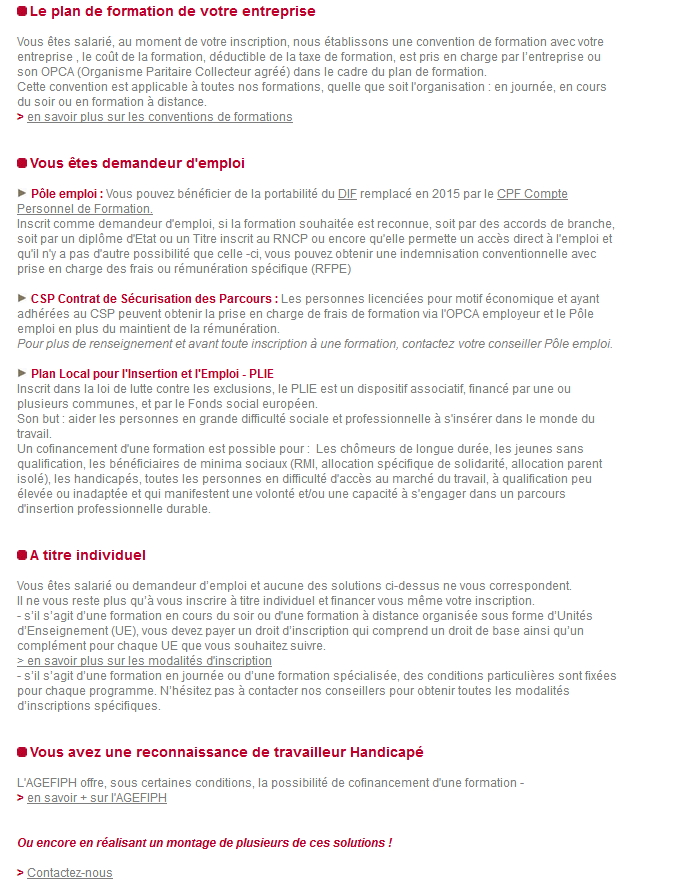 Le plan de formation de votre entreprise
Vous êtes salarié, au moment de votre inscription, nous établissons une convention de formation avec votre
entreprise , le coût de la formation, déductible de la taxe de formation, est pris en charge par l'entreprise ou
son OPCA (Organisme Paritaire Collecteur agréé) dans le cadre du plan de formation.
Cette convention est applicable à toutes nos formations, quelle que soit l'organisation : en journée, en cours
du soir ou en formation à distance.
> en savoir plus sur les conventions de formations
Vous êtes demandeur d'emploi
► Pôle emploi : Vous pouvez bénéficier de la portabilité du DIF remplacé en 2015 par le CPF Compte
Personnel de Formation.
Inscrit comme demandeur d'emploi, si la formation souhaitée est reconnue, soit par des accords de branche,
soit par un diplôme d'Etat ou un Titre inscrit au RNCP ou encore qu'elle permette un accès direct à l'emploi et
qu'il n'y a pas d'autre possibilité que celle -ci, vous pouvez obtenir une indemnisation conventionnelle avec
prise en charge des frais ou rémunération spécifique (RFPE)
► CSP Contrat de Sécurisation des Parcours : Les personnes licenciées pour motif économique et ayant
adhérées au CSP peuvent obtenir la prise en charge de frais de formation via l'OPCA employeur et le Pôle
emploi en plus du maintient de la rémunération.
Pour plus de renseignement et avant toute inscription à une formation, contactez votre conseiller Pôle emploi.
► Plan Local pour l'Insertion et l'Emploi - PLIE
Inscrit dans la loi de lutte contre les exclusions, le PLIE est un dispositif associatif, financé par une ou
plusieurs communes, et par le Fonds social européen.
Son but : aider les personnes en grande difficulté sociale et professionnelle à s'insérer dans le monde du
travail.
Un cofinancement d'une formation est possible pour : Les chômeurs de longue durée, les jeunes sans
qualification, les bénéficiaires de minima sociaux (RMI, allocation spécifique de solidarité, allocation parent
isolé), les handicapés, toutes les personnes en difficulté d'accès au marché du travail, à qualification peu
élevée ou inadaptée et qui manifestent une volonté et/ou une capacité à s'engager dans un parcours
d'insertion professionnelle durable.
A titre individuel
Vous êtes salarié ou demandeur d'emploi et aucune des solutions ci-dessus ne vous correspondent.
Il ne vous reste plus qu'à vous inscrire à titre individuel et financer vous même votre inscription.
- s'il s'agit d'une formation en cours du soir ou d'une formation à distance organisée sous forme d'Unités
d'Enseignement (UE), vous devez payer un droit d'inscription qui comprend un droit de base ainsi qu'un
complément pour chaque UE que vous souhaitez suivre.
> en savoir plus sur les modalités d'inscription
- s'il s'agit d'une formation en journée ou d'une formation spécialisée, des conditions particulières sont fixées
pour chaque programme. N'hésitez pas à contacter nos conseillers pour obtenir toutes les modalités
d'inscriptions spécifiques.
Vous avez une reconnaissance de travailleur Handicapé
L'AGEFIPH offre, sous certaines conditions, la possibilité de cofinancement d'une formation -
> en savoir + sur l'AGEFIPH
Ou encore en réalisant un montage de plusieurs de ces solutions !
> Contactez-nous